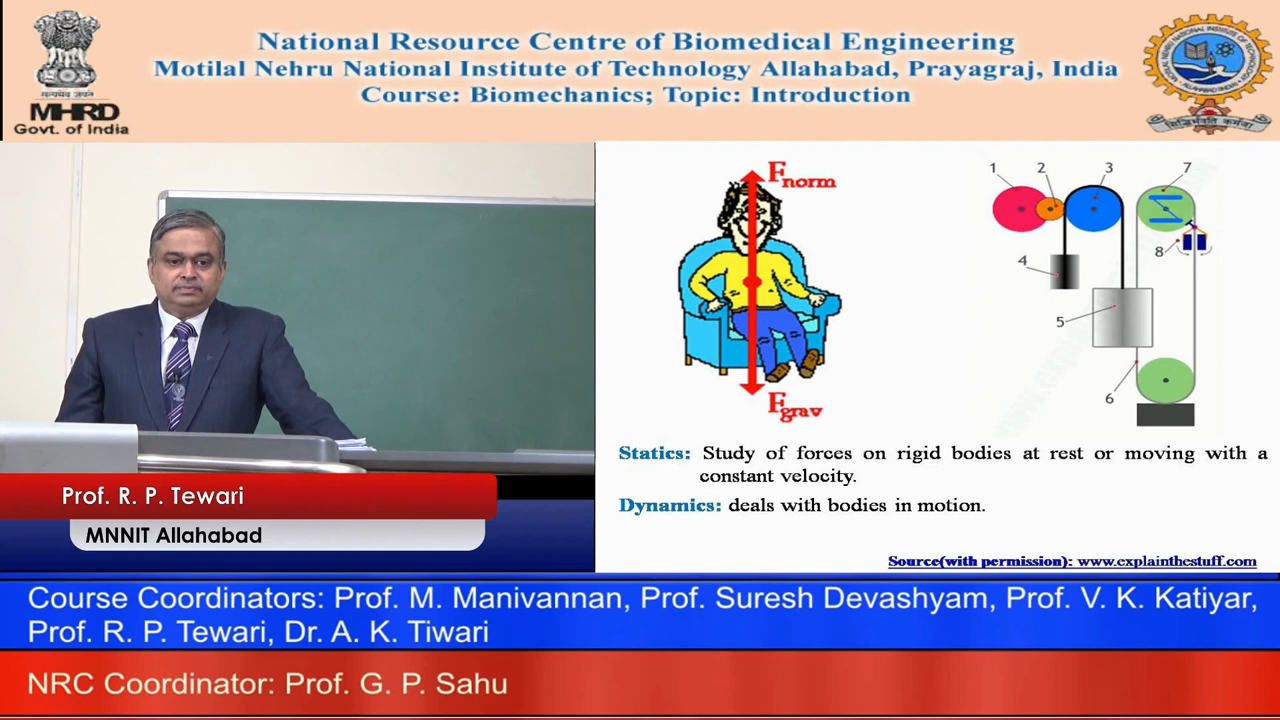 National Resource Centre of Biomedical Engineering
Motilal Nehru National Institute of Technology Allahabad, Prayagraj, India
Course: Biomechanics; Topic: Introduction
सत्यमेव जयते
MHRD
Govt. of India
Fnorm
Fgrav
1
2
3
7
8
4
5
6
Statics: Study of forces on rigid bodies at rest or moving with a
constant velocity.
Dynamics: deals with bodies in motion.
Source(with permission): www.explainthestuff.com
Prof. R. P. Tewari
MNNIT Allahabad
Course Coordinators: Prof. M. Manivannan, Prof. Suresh Devashyam, Prof. V. K. Katiyar,
Prof. R. P. Tewari, Dr. A. K. Tiwari
NRC Coordinator: Prof. G. P. Sahu